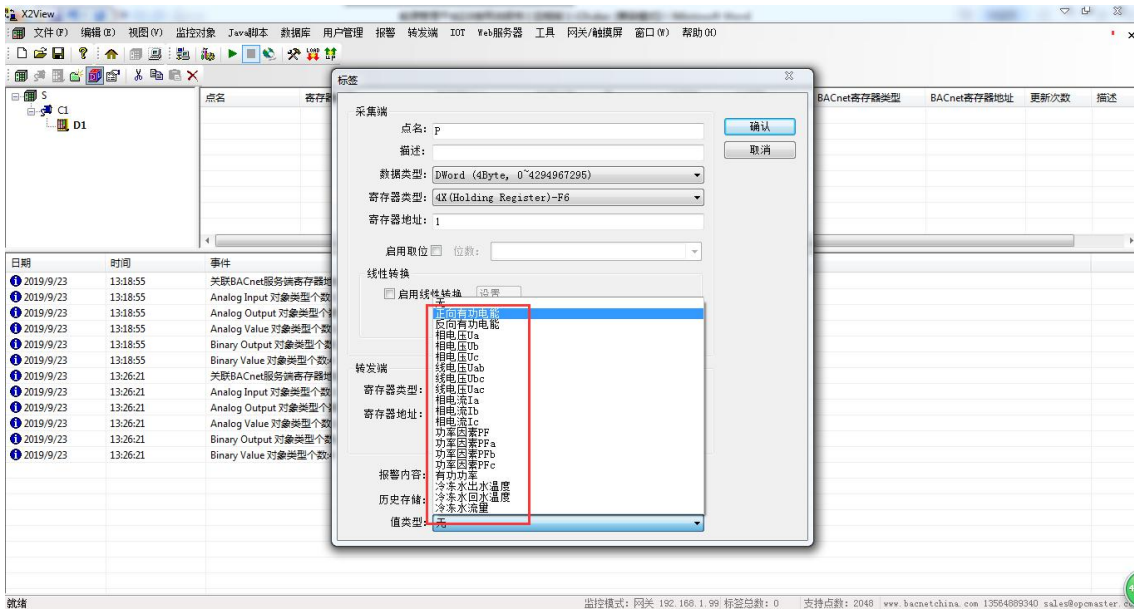 X2View
文件(F) 编辑(E) 视图(V) 监控对象 Java脚本 数据库 用户管理 报警 转发端 IOT Web服务器 工具 网关/触摸屏 窗口(W) 帮助(H)
S
C1
D1
点名 寄存器
BACnet寄存器类型 BACnet寄存器地址 更新次数 描述
标签
采集端
点名: P
确认
描述:
取消
数据类型: DWord (4Byte, 0~4294967295)
寄存器类型: 4X(Holding Register)-F6
寄存器地址: 1
启用取位 位数:
线性转换
启用线性转换 设置
无
正向有功电能
反向有功电能
相电压Ua
相电压Ub
相电压Uc
线电压Uab
线电压Ubc
线电压Uac
相电流Ia
相电流Ib
相电流Ic
功率因素PF
功率因素PFa
功率因素PFb
功率因素PFc
有功功率
冷冻水出水温度
冷冻水回水温度
冷冻水流量
转发端
寄存器类型:
寄存器地址:
报警内容:
历史存储:
值类型: 无
日期 时间 事件
2019/9/23 13:18:55 关联BACnet服务端寄存器地
2019/9/23 13:18:55 Analog Input 对象类型个数
2019/9/23 13:18:55 Analog Output 对象类型个
2019/9/23 13:18:55 Analog Value 对象类型个数
2019/9/23 13:18:55 Binary Output 对象类型个
2019/9/23 13:18:55 Binary Value 对象类型个数
2019/9/23 13:26:21 关联BACnet服务端寄存器地
2019/9/23 13:26:21 Analog Input 对象类型个数
2019/9/23 13:26:21 Analog Output 对象类型个
2019/9/23 13:26:21 Analog Value 对象类型个数
2019/9/23 13:26:21 Binary Output 对象类型个
2019/9/23 13:26:21 Binary Value 对象类型个数
就绪
监控模式: 网关 192.168.1.99 标签总数: 0 支持点数: 2048 www.bacnetchina.com 13564889340 sales@opcmaster.c